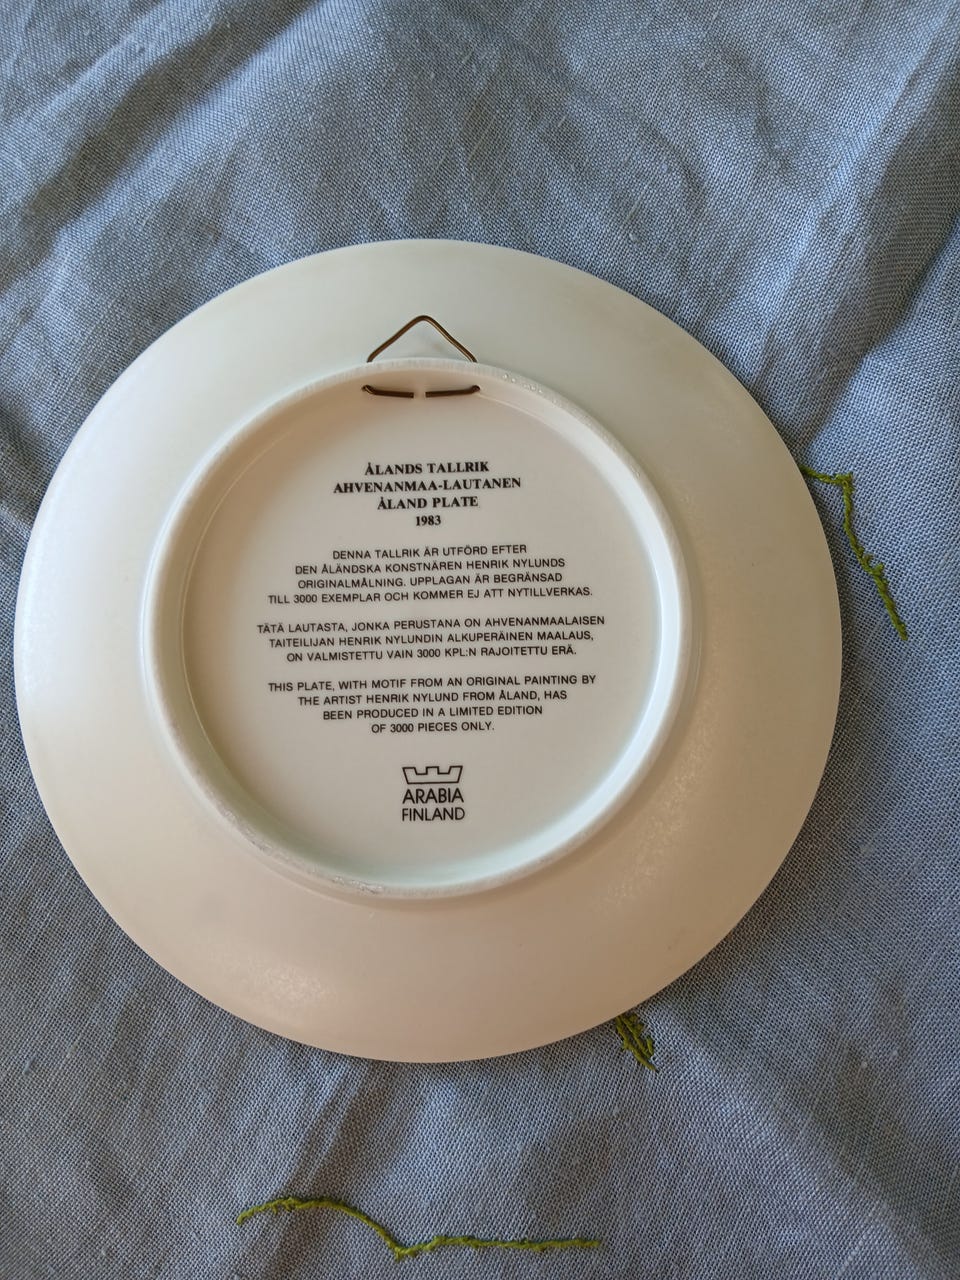 ÅLANDS TALLRIK
AHVENANMAA-LAUTANEN
ÅLAND PLATE
1983
DENNA TALLRIK ÄR UTFÖRD EFTER
DEN ÅLÄNDSKA KONSTNÄREN HENRIK NYLUNDS
ORIGINALMÅLNING. UPPLAGAN ÄR BEGRÄNSAD
TILL 3000 EXEMPLAR OCH KOMMER EJ ATT NYTILLVERKAS.
TÄTÄ LAUTASTA, JONKA PERUSTANA ON AHVENANMAALAISEN
TAITEILIJAN HENRIK NYLUNDIN ALKUPERÄINEN MAALAUS,
ON VALMISTETTU VAIN 3000 KPL:N RAJOITETTU ERÄ.
THIS PLATE, WITH MOTIF FROM AN ORIGINAL PAINTING BY
THE ARTIST HENRIK NYLUND FROM ÅLAND, HAS
BEEN PRODUCED IN A LIMITED EDITION
OF 3000 PIECES ONLY.
ARABIA
FINLAND